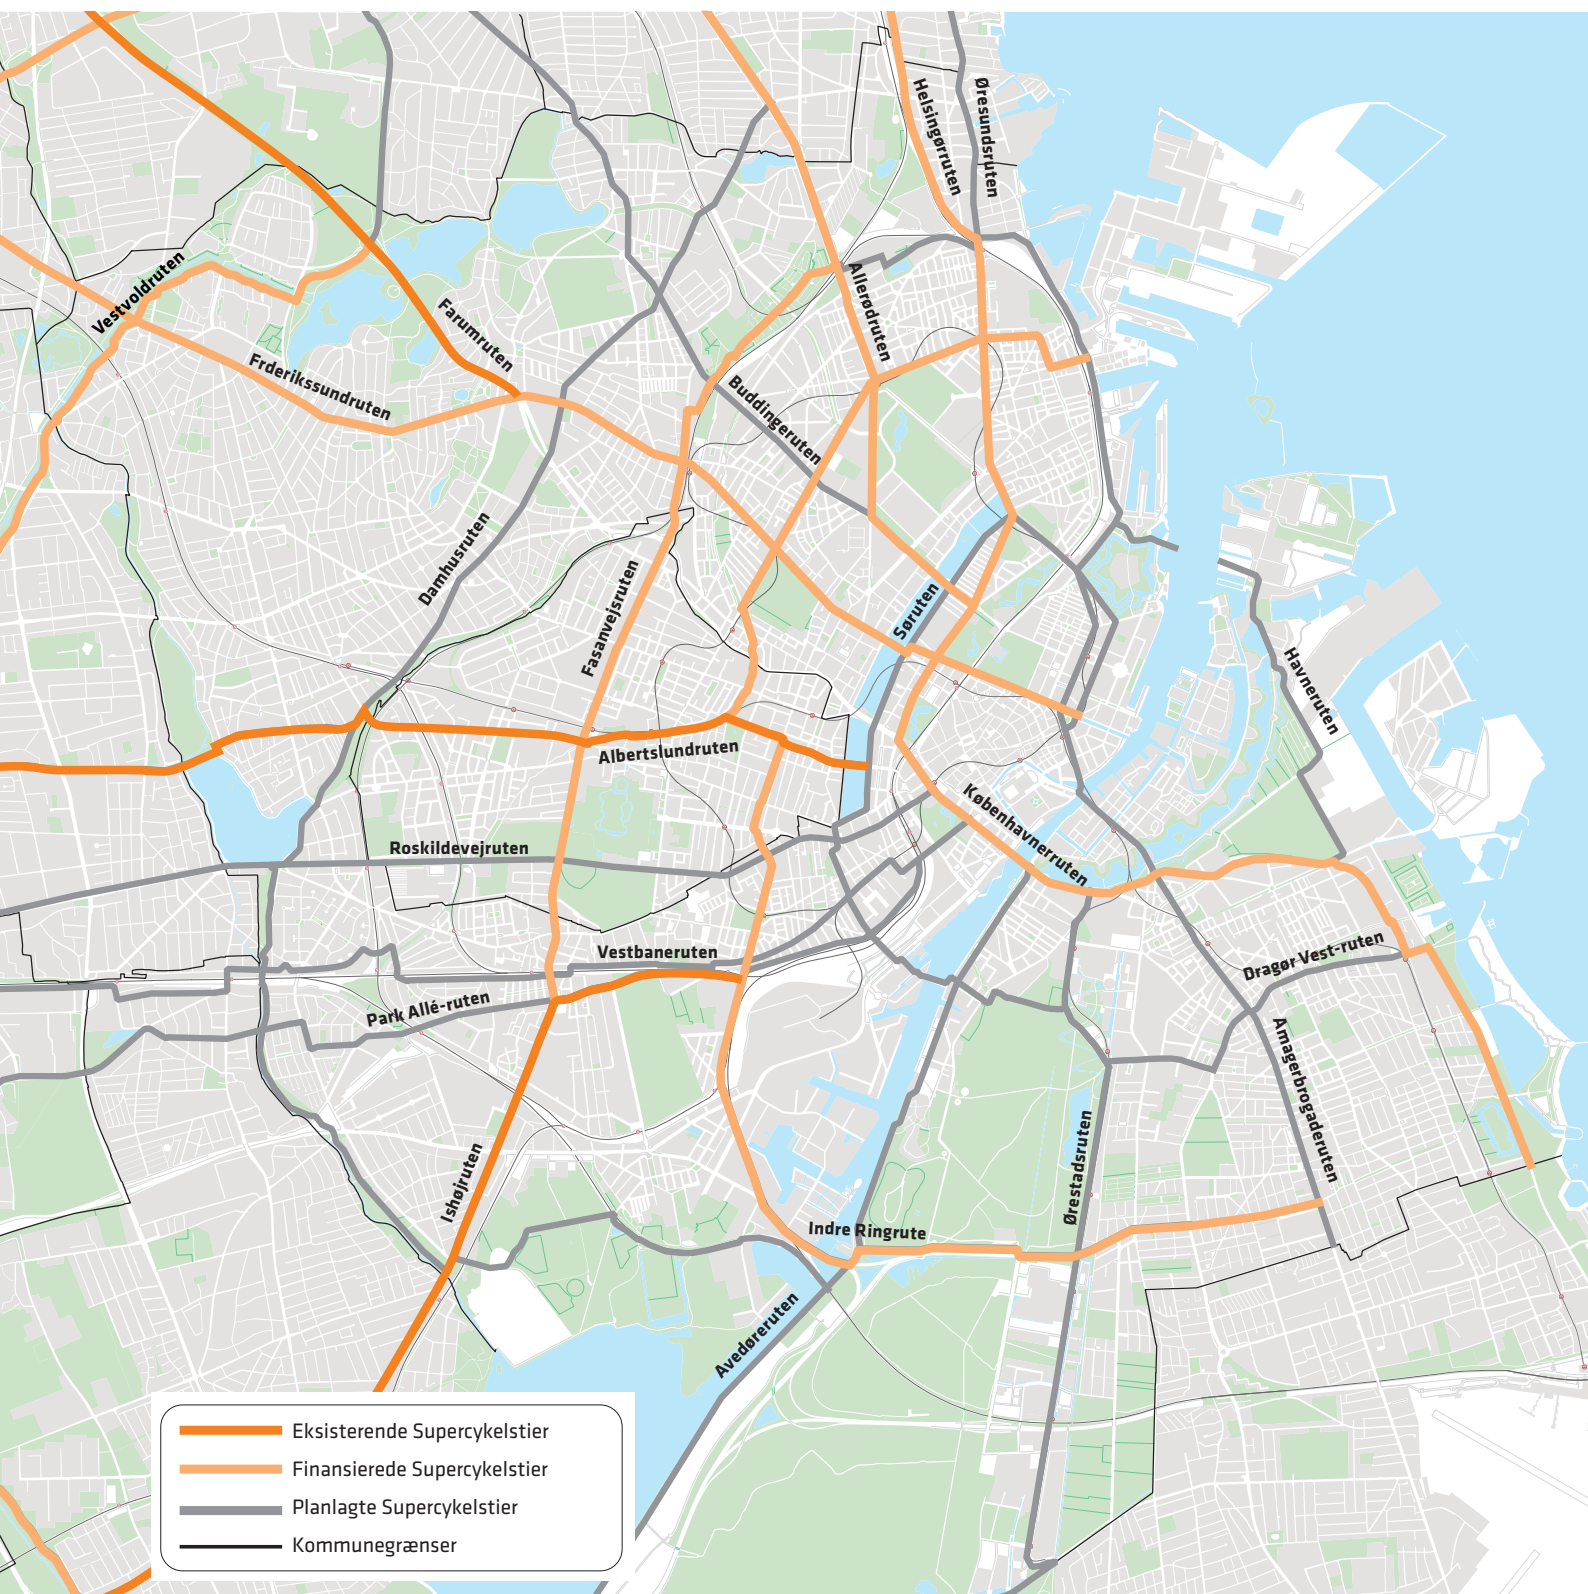 Helsingørruten
Øresundsruten
Vestvoldruten
Farumruten
Allerødruten
Frderikssundruten
Buddingeruten
Damhusruten
Fasanvejsruten
Søruten
Havneruten
Albertslundruten
Københavnerruten
Roskildevejruten
Vestbaneruten
Dragør Vest-ruten
Park Allé-ruten
Amagerbrogaderuten
Ishøjruten
Ørestadsruten
Indre Ringrute
Avedøreruten
Eksisterende Supercykelstier
Finansierede Supercykelstier
Planlagte Supercykelstier
Kommunegrænser